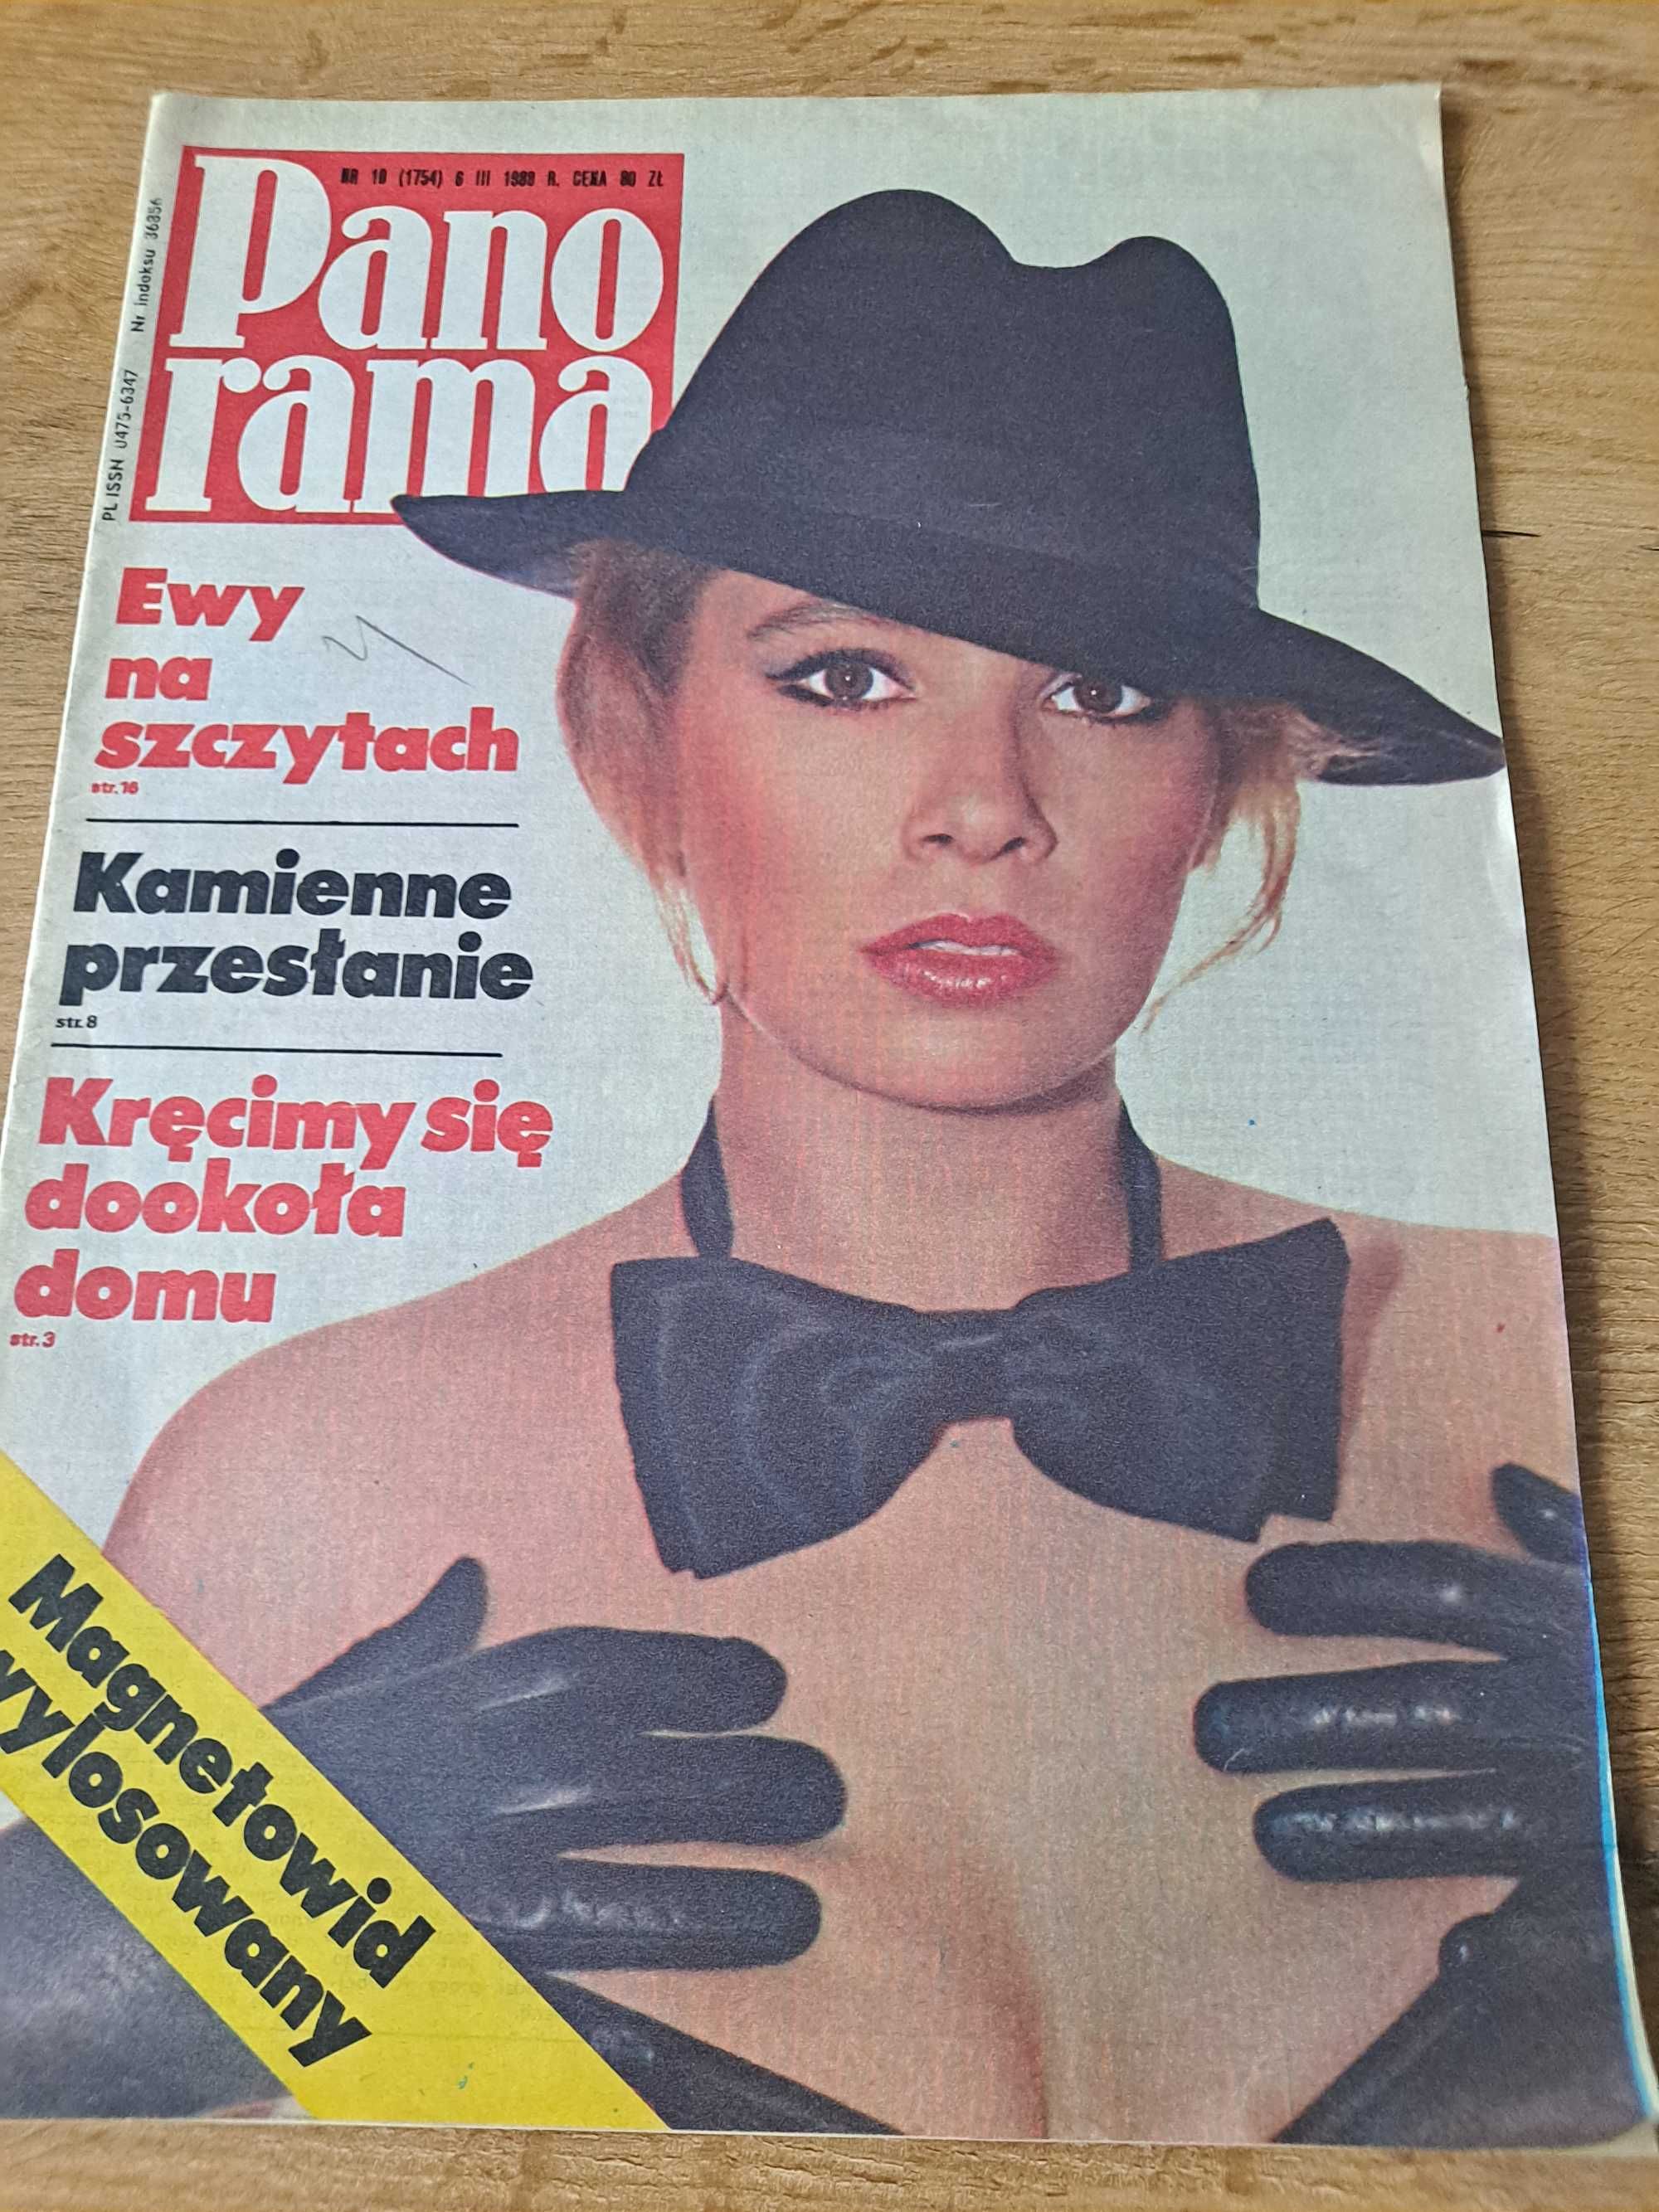 NR 10 (1754) 6 III 1989 R. CENA 80 ZŁ
Pano
rama
PL ISSN 0475-6347 Nr indeksu 36856
Ewy
na
szczytach
str. 16
Kamienne
przesłanie
str. 8
Kręcimy się
dookoła
domu
str. 3
Magnetowid
wylosowany